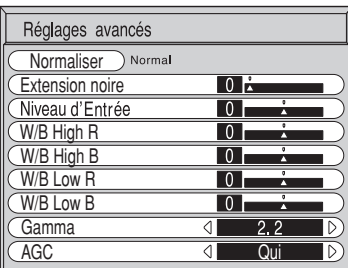 Réglages avancés
Normaliser Normal
Extension noire 0
Niveau d'Entrée 0
W/B High R 0
W/B High B 0
W/B Low R 0
W/B Low B 0
Gamma 2.2
AGC Qui